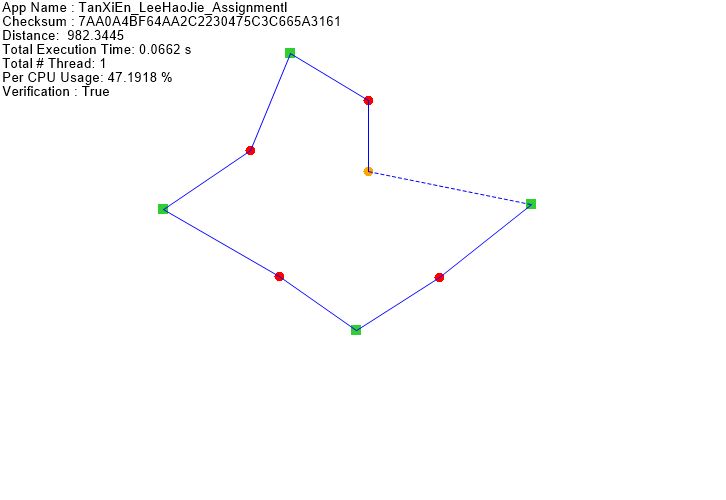 App Name : TanXiEn_LeeHaoJie_AssignmentI
Checksum : 7AA0A4BF64AA2C2230475C3C665A3161
Distance:  982.3445
Total Execution Time: 0.0662 s
Total # Thread: 1
Per CPU Usage: 47.1918 %
Verification : True